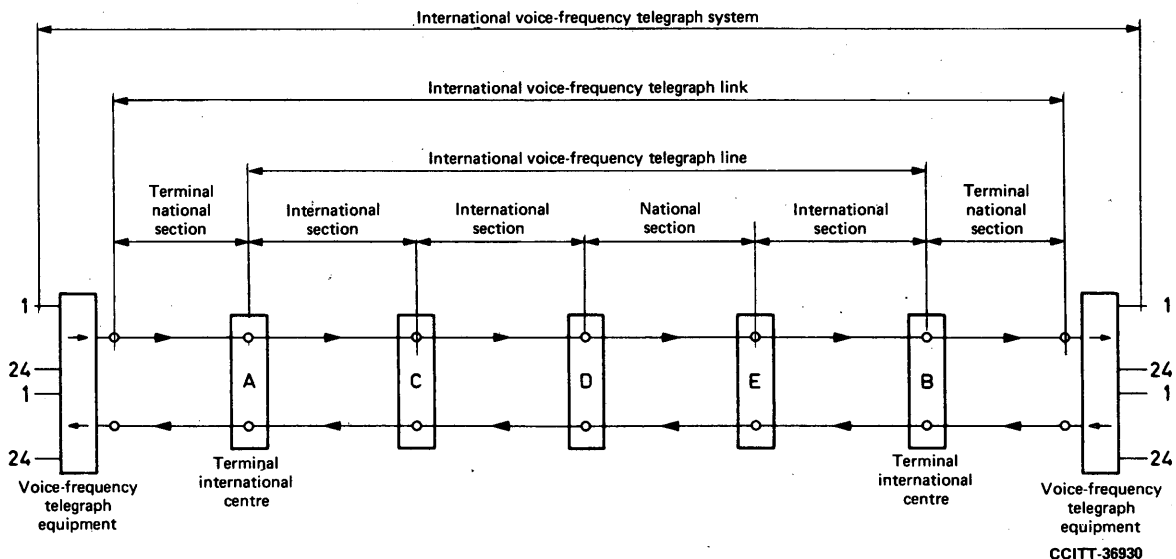 International voice-frequency telegraph system
International voice-frequency telegraph link
International voice-frequency telegraph line
Terminal
national
section
International
section
International
section
National
section
International
section
Terminal
national
section
1
24
1
24
A
C
D
E
B
1
24
1
24
Voice-frequency
telegraph
equipment
Terminal
international
centre
Terminal
international
centre
Voice-frequency
telegraph
equipment
CCITT-36930